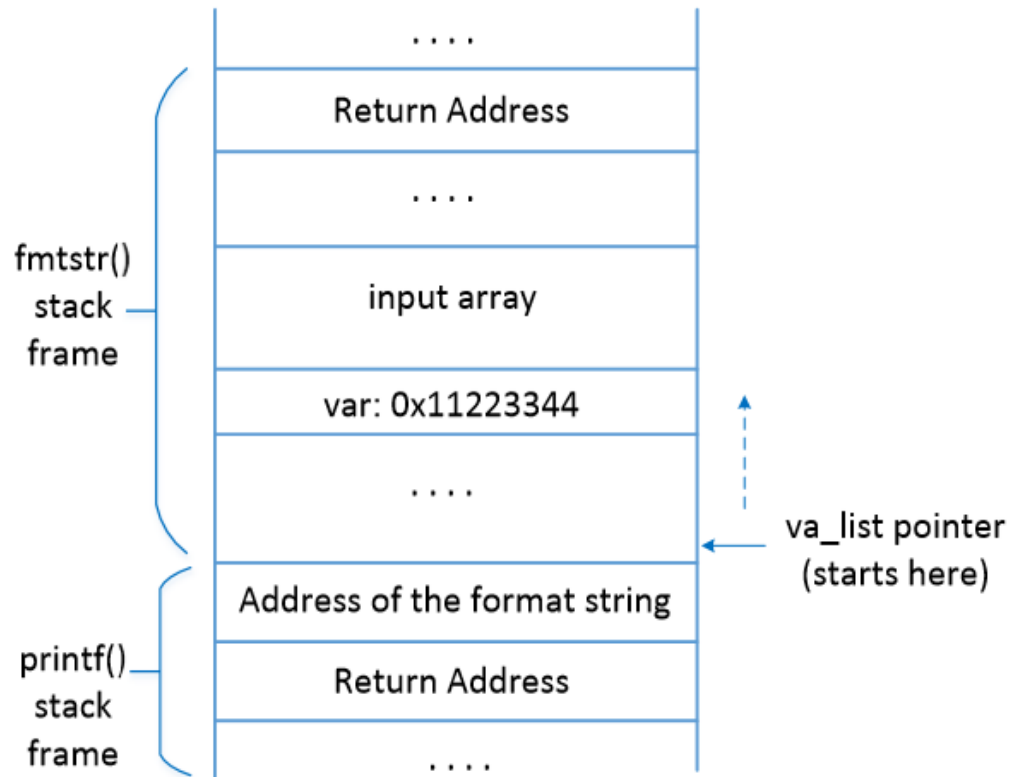 . . . .
Return Address
. . . .
fmtstr()
stack
frame
input array
var: 0x11223344
. . . .
va_list pointer
(starts here)
Address of the format string
printf()
stack
frame
Return Address
. . . .